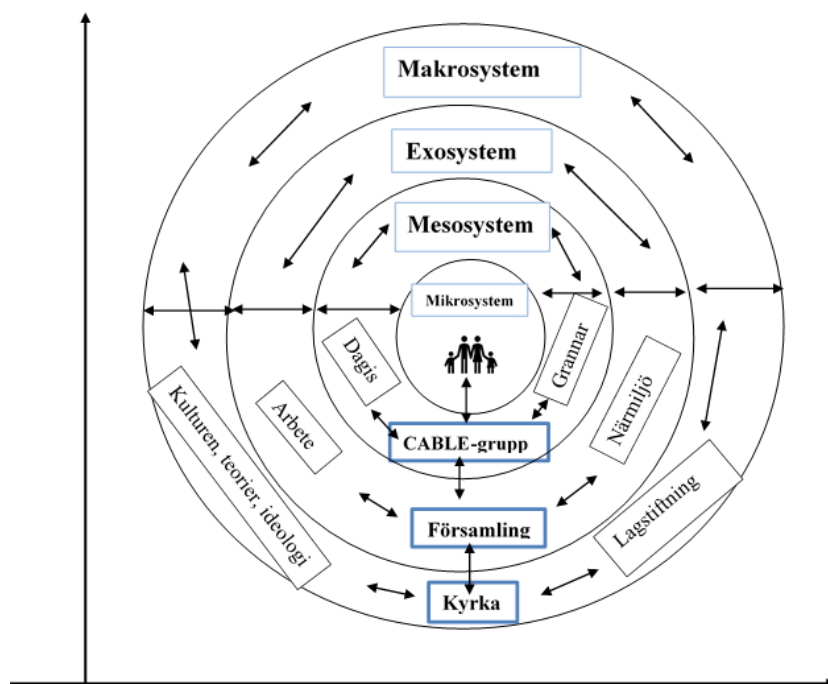 Makrosystem
Exosystem
Mesosystem
Mikrosystem
Dagis
Grannar
Arbete
Närmiljö
CABLE-grupp
Kulturen, teorier, ideologi
Lagstiftning
Församling
Kyrka